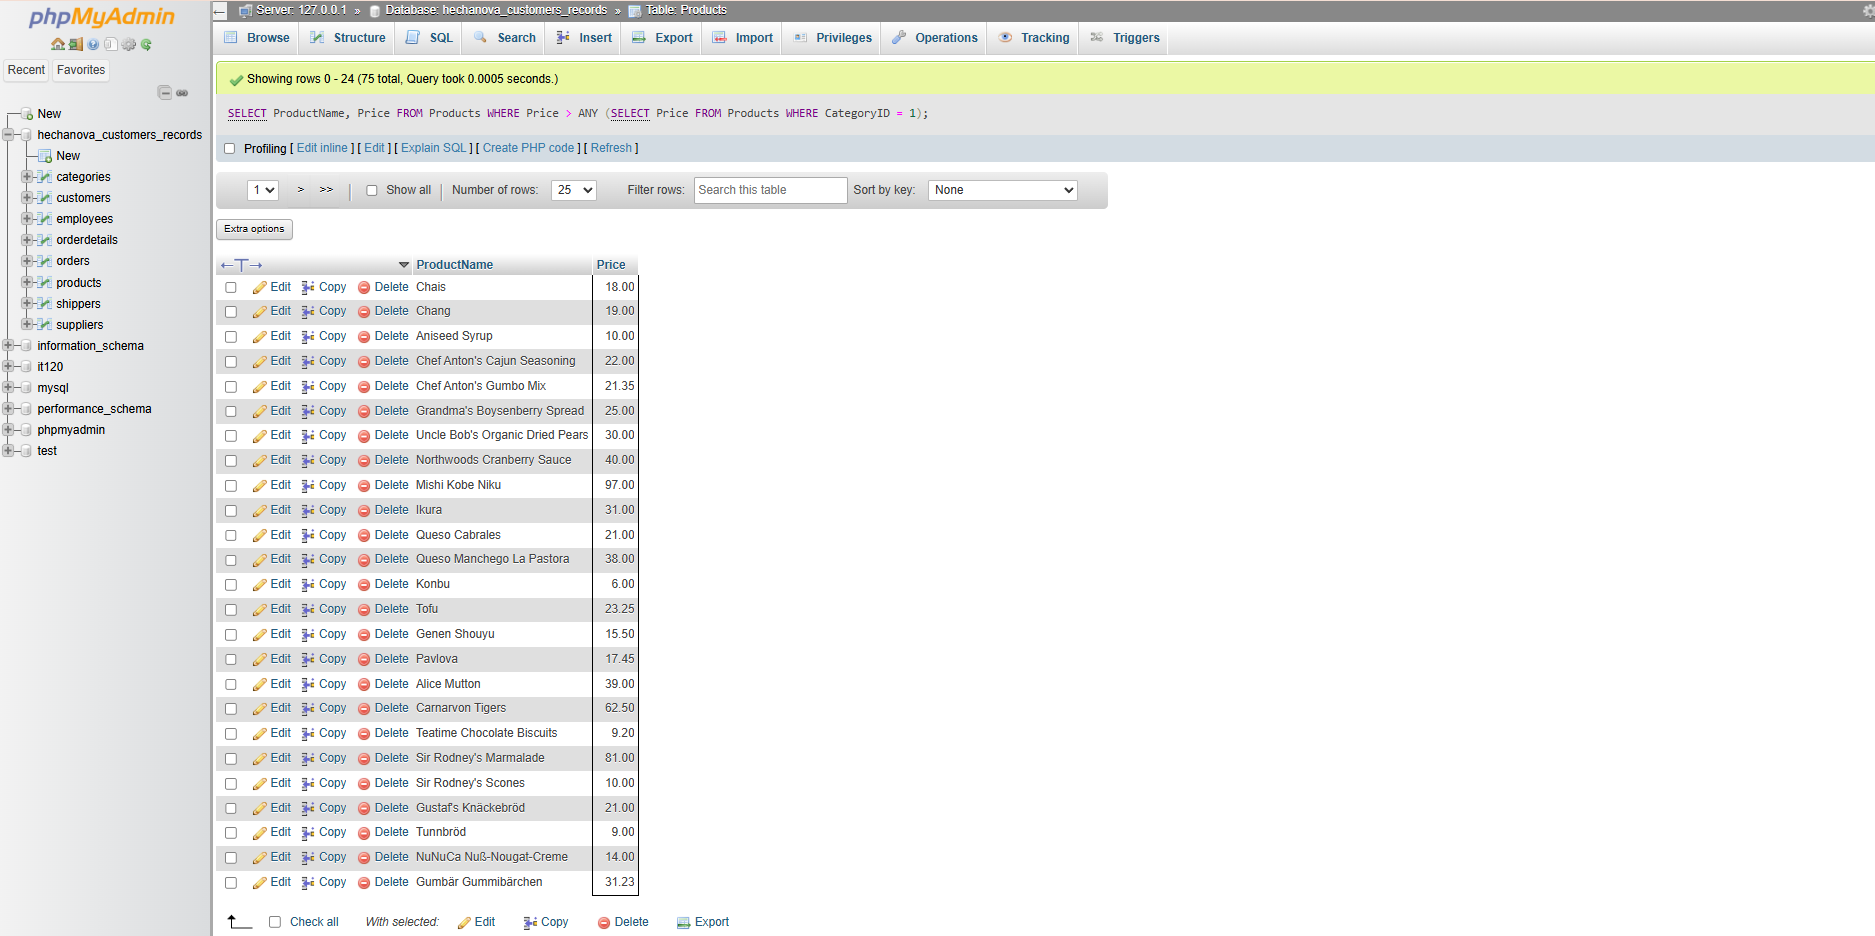 phpMyAdmin
Recent Favorites
New
hechanova_customers_records
New
categories
customers
employees
orderdetails
orders
products
shippers
suppliers
information_schema
it120
mysql
performance_schema
phpmyadmin
test
Server: 127.0.0.1 » Database: hechanova_customers_records » Table: Products
Browse Structure SQL Search Insert Export Import Privileges Operations Tracking Triggers
Showing rows 0 - 24 (75 total, Query took 0.0005 seconds.)
SELECT ProductName, Price FROM Products WHERE Price > ANY (SELECT Price FROM Products WHERE CategoryID = 1);
Profiling [ Edit inline ] [ Edit ] [ Explain SQL ] [ Create PHP code ] [ Refresh ]
1 > >> | Show all | Number of rows: 25 Filter rows: Search this table Sort by key: None
Extra options
←T→ ProductName Price
Edit Copy Delete Chais 18.00
Edit Copy Delete Chang 19.00
Edit Copy Delete Aniseed Syrup 10.00
Edit Copy Delete Chef Anton's Cajun Seasoning 22.00
Edit Copy Delete Chef Anton's Gumbo Mix 21.35
Edit Copy Delete Grandma's Boysenberry Spread 25.00
Edit Copy Delete Uncle Bob's Organic Dried Pears 30.00
Edit Copy Delete Northwoods Cranberry Sauce 40.00
Edit Copy Delete Mishi Kobe Niku 97.00
Edit Copy Delete Ikura 31.00
Edit Copy Delete Queso Cabrales 21.00
Edit Copy Delete Queso Manchego La Pastora 38.00
Edit Copy Delete Konbu 6.00
Edit Copy Delete Tofu 23.25
Edit Copy Delete Genen Shouyu 15.50
Edit Copy Delete Pavlova 17.45
Edit Copy Delete Alice Mutton 39.00
Edit Copy Delete Carnarvon Tigers 62.50
Edit Copy Delete Teatime Chocolate Biscuits 9.20
Edit Copy Delete Sir Rodney's Marmalade 81.00
Edit Copy Delete Sir Rodney's Scones 10.00
Edit Copy Delete Gustaf's Knäckebröd 21.00
Edit Copy Delete Tunnbröd 9.00
Edit Copy Delete NuNuCa Nuß-Nougat-Creme 14.00
Edit Copy Delete Gumbär Gummibärchen 31.23
Check all With selected: Edit Copy Delete Export